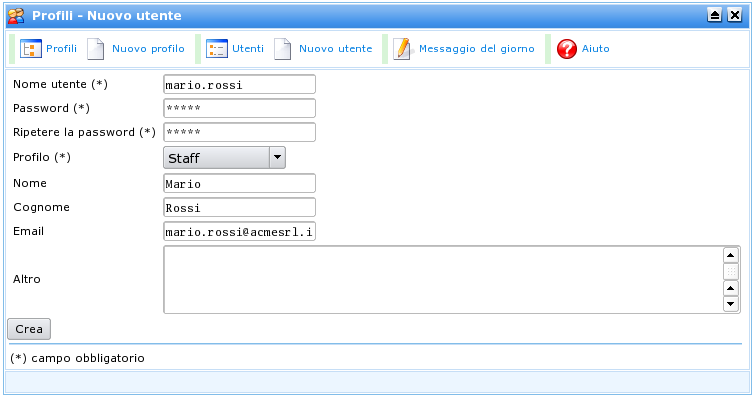 Profili - Nuovo utente
Profili Nuovo profilo Utenti Nuovo utente Messaggio del giorno Aiuto
Nome utente (*) mario.rossi
Password (*) *****
Ripetere la password (*) *****
Profilo (*) Staff
Nome Mario
Cognome Rossi
Email mario.rossi@acmesrl.i
Altro
Crea
(*) campo obbligatorio